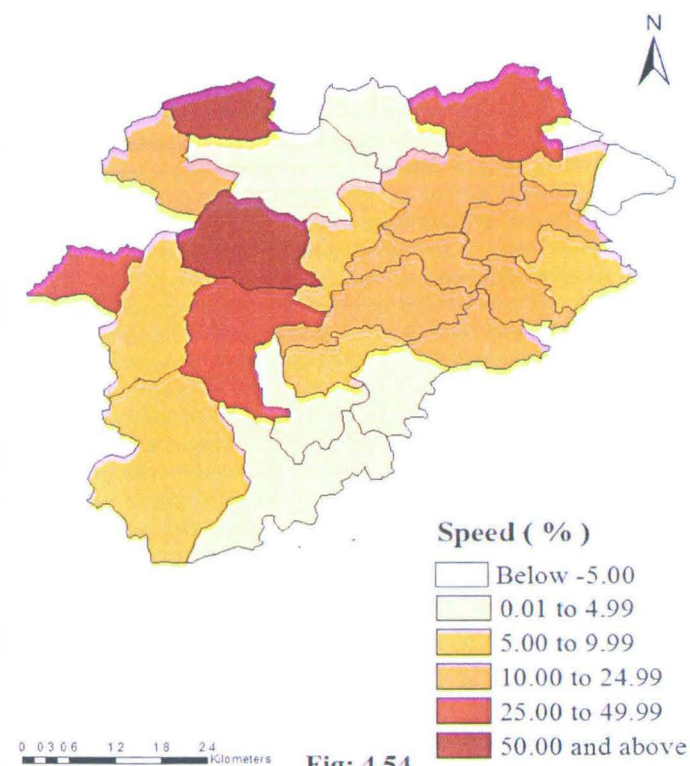 N
Speed ( % )
Below -5.00
0.01 to 4.99
5.00 to 9.99
10.00 to 24.99
25.00 to 49.99
50.00 and above
0 0 3 0 6 1 2 1 8 2 4
Kilometers
Fig: 4.54